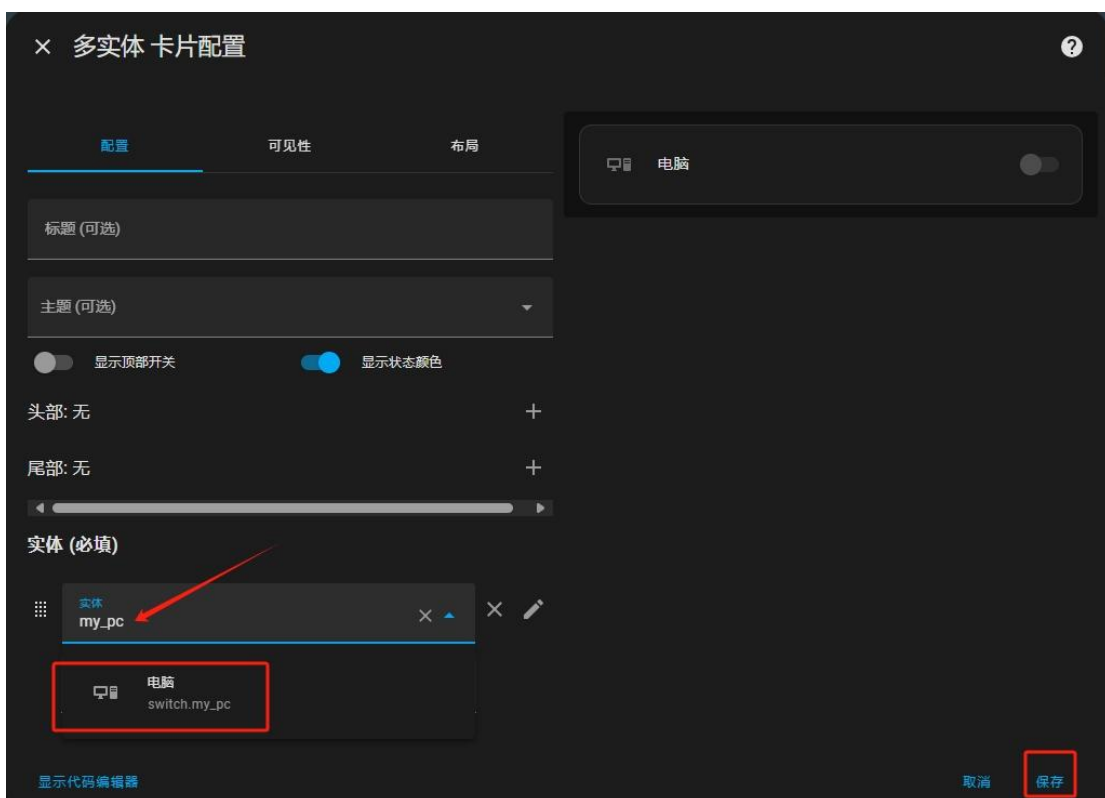 多实体 卡片配置
配置
可见性
布局
电脑
标题 (可选)
主题 (可选)
显示顶部开关
显示状态颜色
头部: 无
尾部: 无
实体 (必填)
实体
my_pc
电脑
switch.my_pc
显示代码编辑器
取消
保存